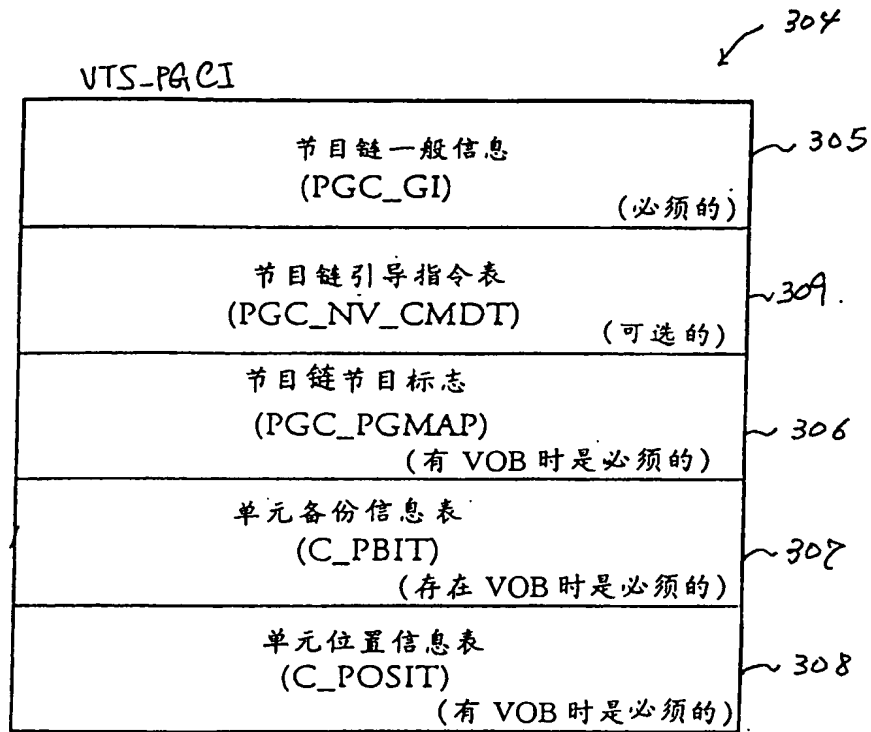 304
VTS-PGCI
节目链一般信息
(PGC_GI)
(必须的)
305
节目链引导指令表
(PGC_NV_CMDT)
(可选的)
309.
节目链节目标志
(PGC_PGMAP)
(有 VOB 时是必须的)
306
单元备份信息表
(C_PBIT)
(存在 VOB 时是必须的)
307
单元位置信息表
(C_POSIT)
(有 VOB 时是必须的)
308